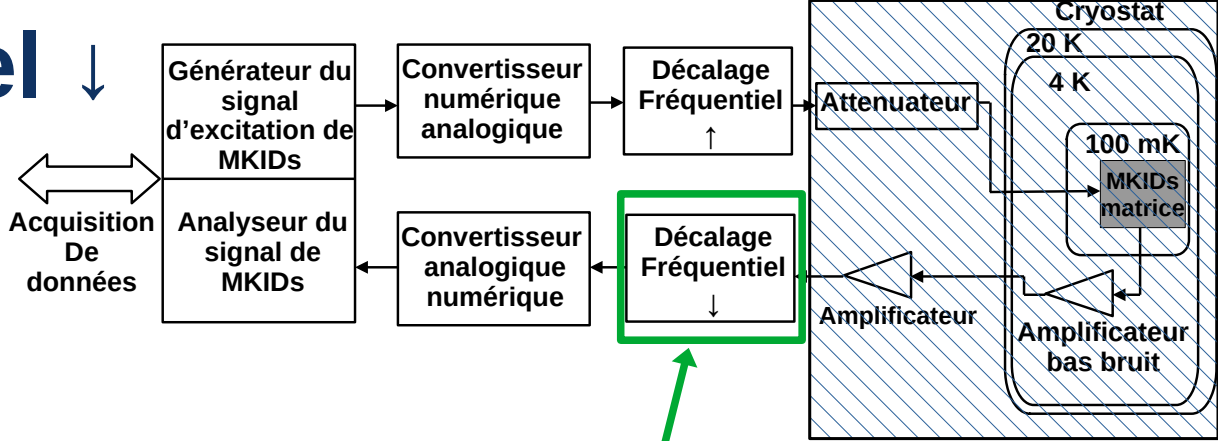 el ↓
Générateur du
signal
d'excitation de
MKIDs
Convertisseur
numérique
analogique
Décalage
Fréquentiel
↑
Attenuateur
Cryostat
20 K
4 K
100 mK
MKIDs
matrice
Acquisition
De
données
Analyseur du
signal de
MKIDs
Convertisseur
analogique
numérique
Décalage
Fréquentiel
↓
Amplificateur
Amplificateur
bas bruit